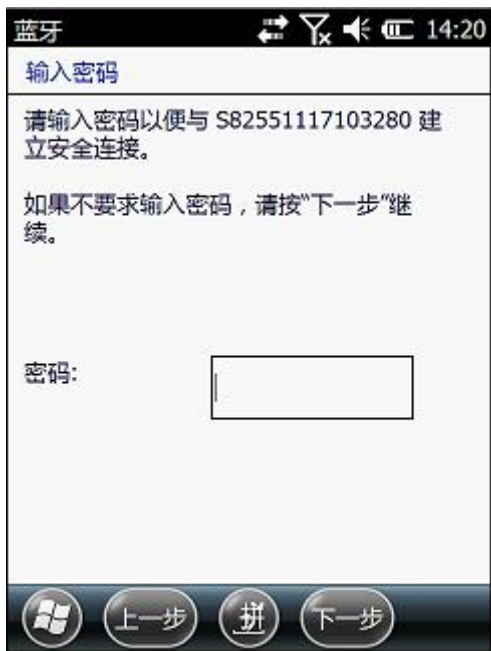 蓝牙 14:20
输入密码
请输入密码以便与 S82551117103280 建
立安全连接。
如果不要求输入密码，请按“下一步”继
续。
密码:
上一步 拼 下一步